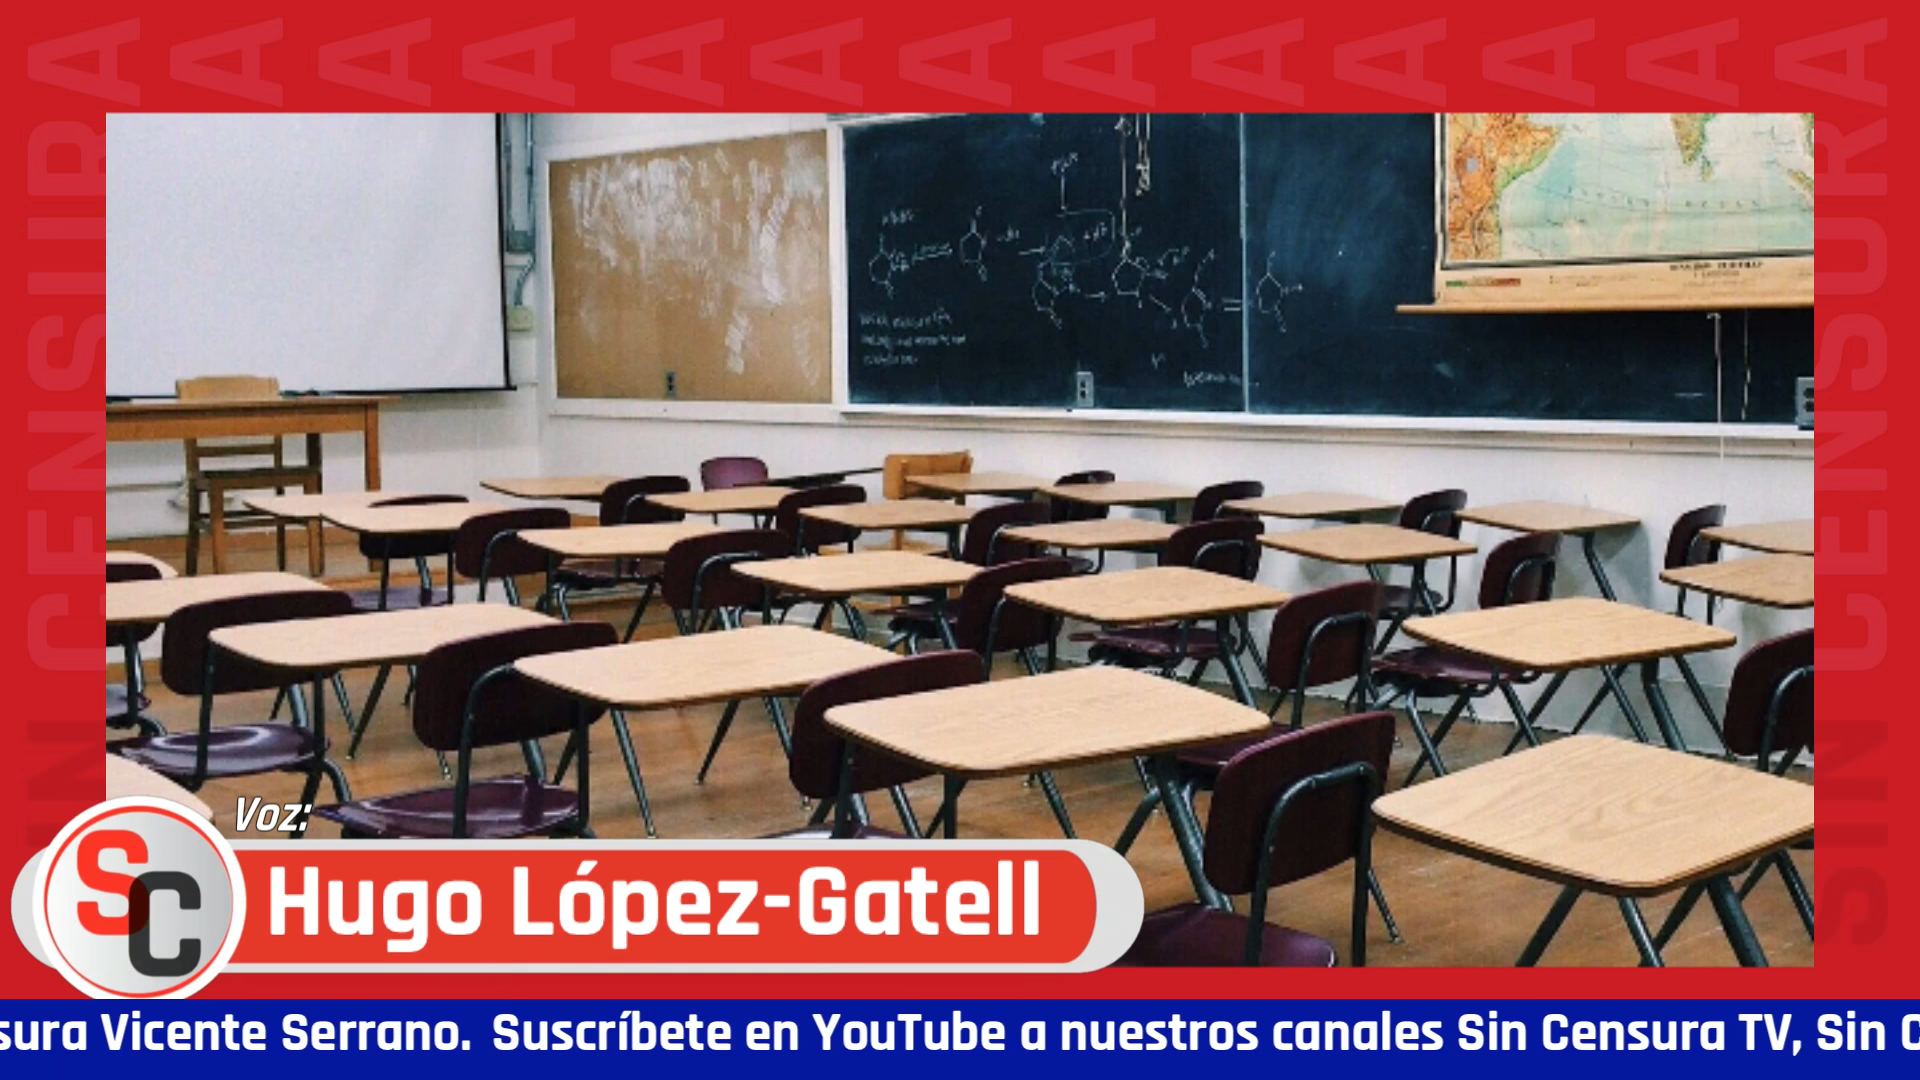 SIN CENSURA
AAAAAAAAAAAAA
SIN CENSURA
Voz:
SC
Hugo López-Gatell
sura Vicente Serrano. Suscríbete en YouTube a nuestros canales Sin Censura TV, Sin C